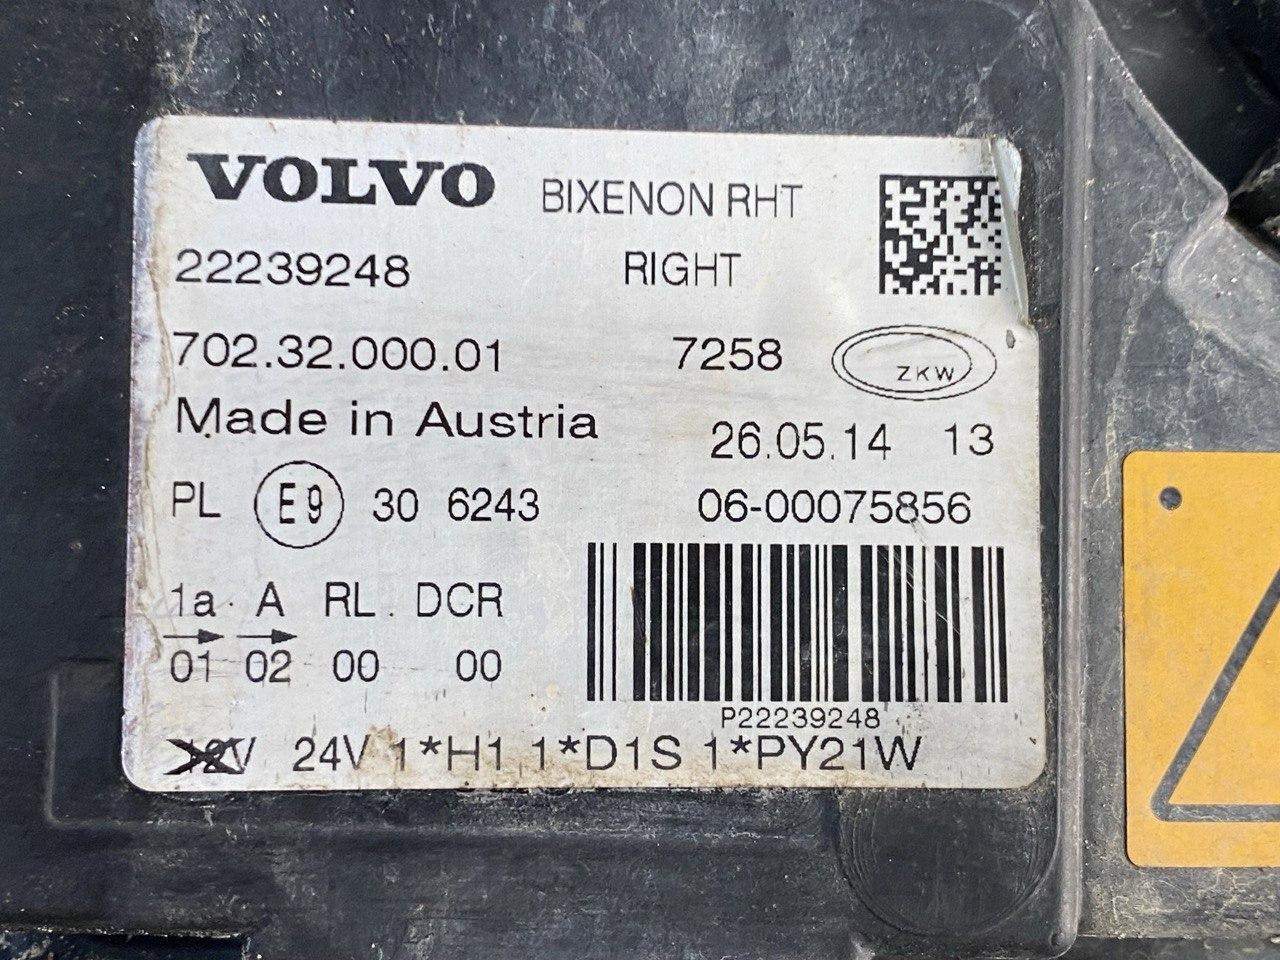 VOLVO BIXENON RHT
22239248 RIGHT
702.32.000.01 7258 ZKW
Made in Austria 26.05.14 13
PL E9 30 6243 06-00075856
1a A RL DCR
01 02 00 00
P22239248
12V 24V 1*H1 1*D1S 1*PY21W